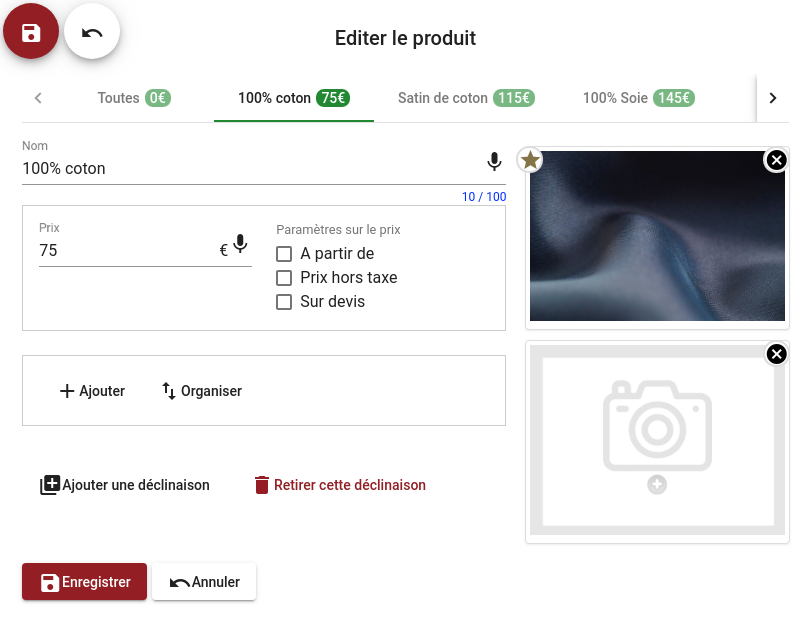 Editer le produit
Toutes 0€ 100% coton 75€ Satin de coton 115€ 100% Soie 145€
Nom
100% coton
10 / 100
Prix
75 €
Paramètres sur le prix
A partir de
Prix hors taxe
Sur devis
Ajouter Organiser
Ajouter une déclinaison Retirer cette déclinaison
Enregistrer Annuler